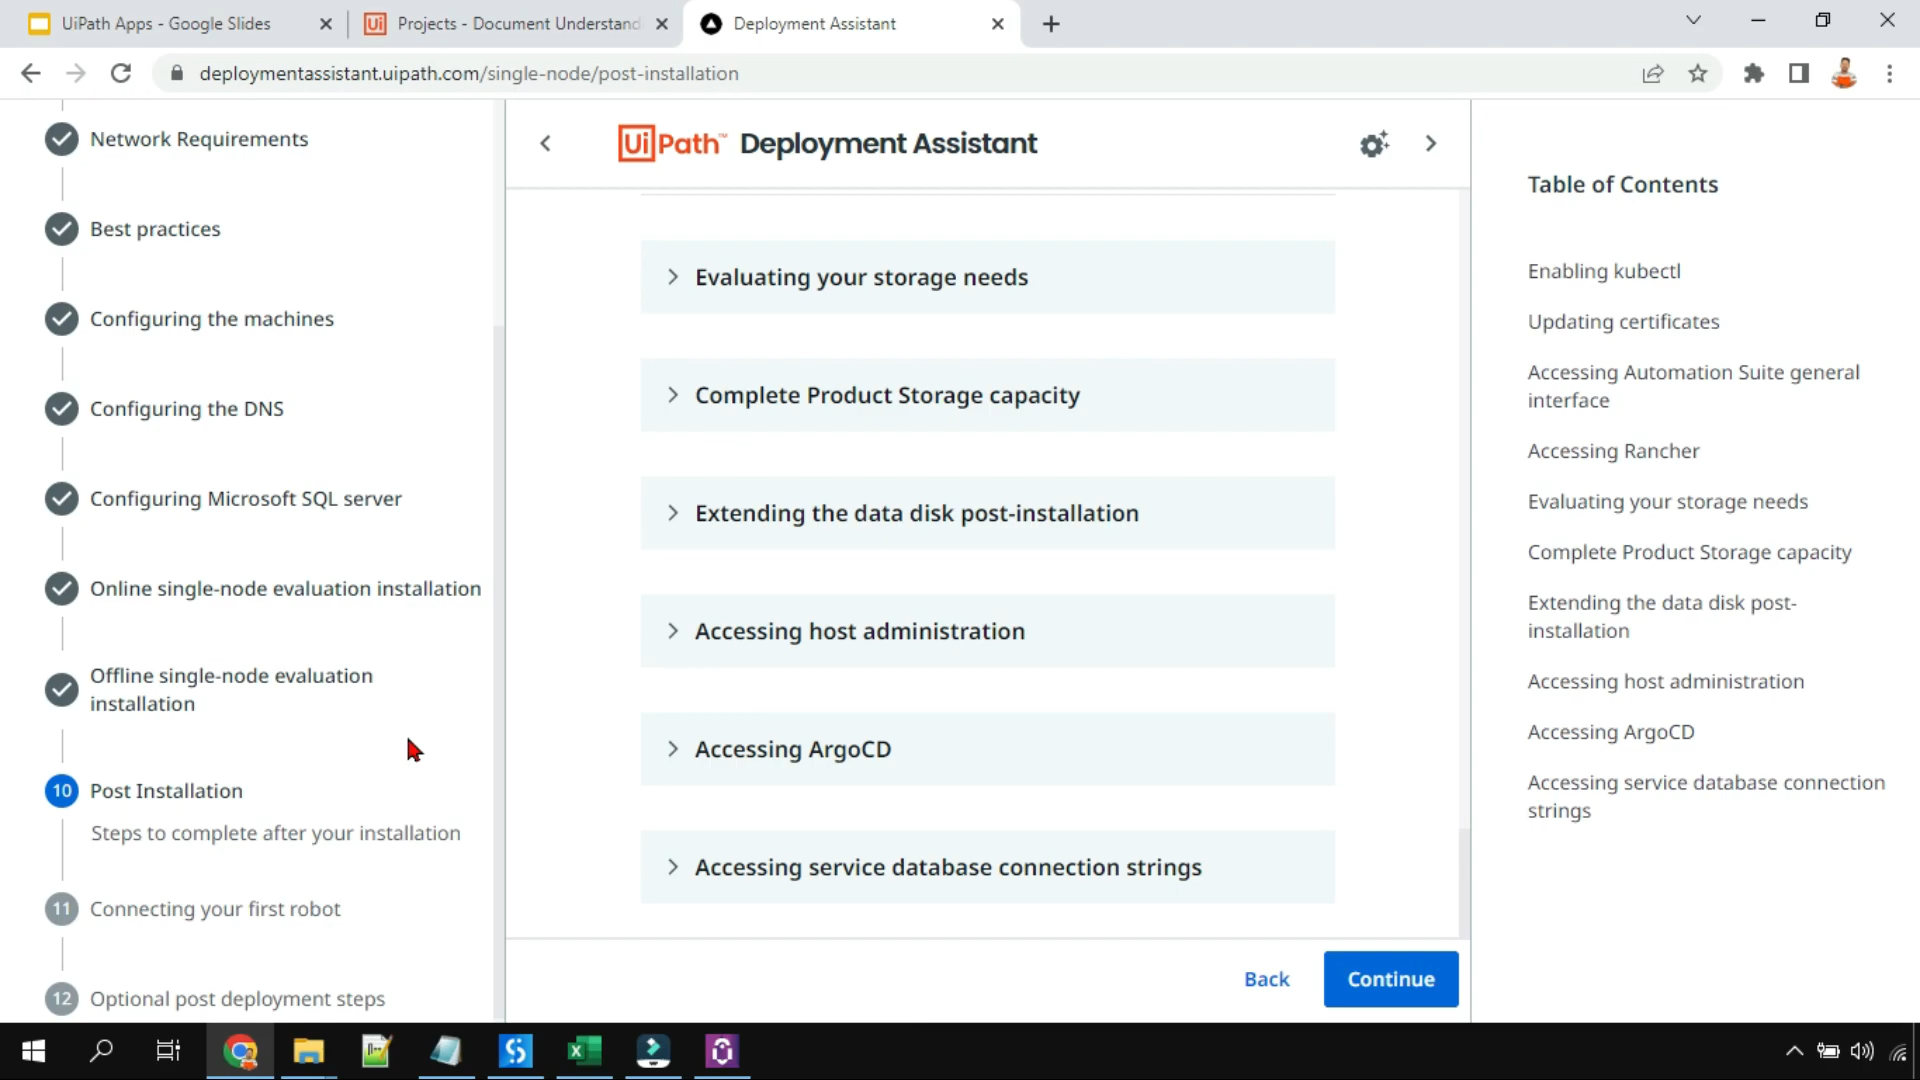 UiPath Apps - Google Slides
Projects - Document Understand
Deployment Assistant
deploymentassistant.uipath.com/single-node/post-installation
Network Requirements
Best practices
Configuring the machines
Configuring the DNS
Configuring Microsoft SQL server
Online single-node evaluation installation
Offline single-node evaluation
installation
10 Post Installation
Steps to complete after your installation
11 Connecting your first robot
12 Optional post deployment steps
UiPath™ Deployment Assistant
Evaluating your storage needs
Complete Product Storage capacity
Extending the data disk post-installation
Accessing host administration
Accessing ArgoCD
Accessing service database connection strings
Back
Continue
Table of Contents
Enabling kubectl
Updating certificates
Accessing Automation Suite general
interface
Accessing Rancher
Evaluating your storage needs
Complete Product Storage capacity
Extending the data disk post-
installation
Accessing host administration
Accessing ArgoCD
Accessing service database connection
strings